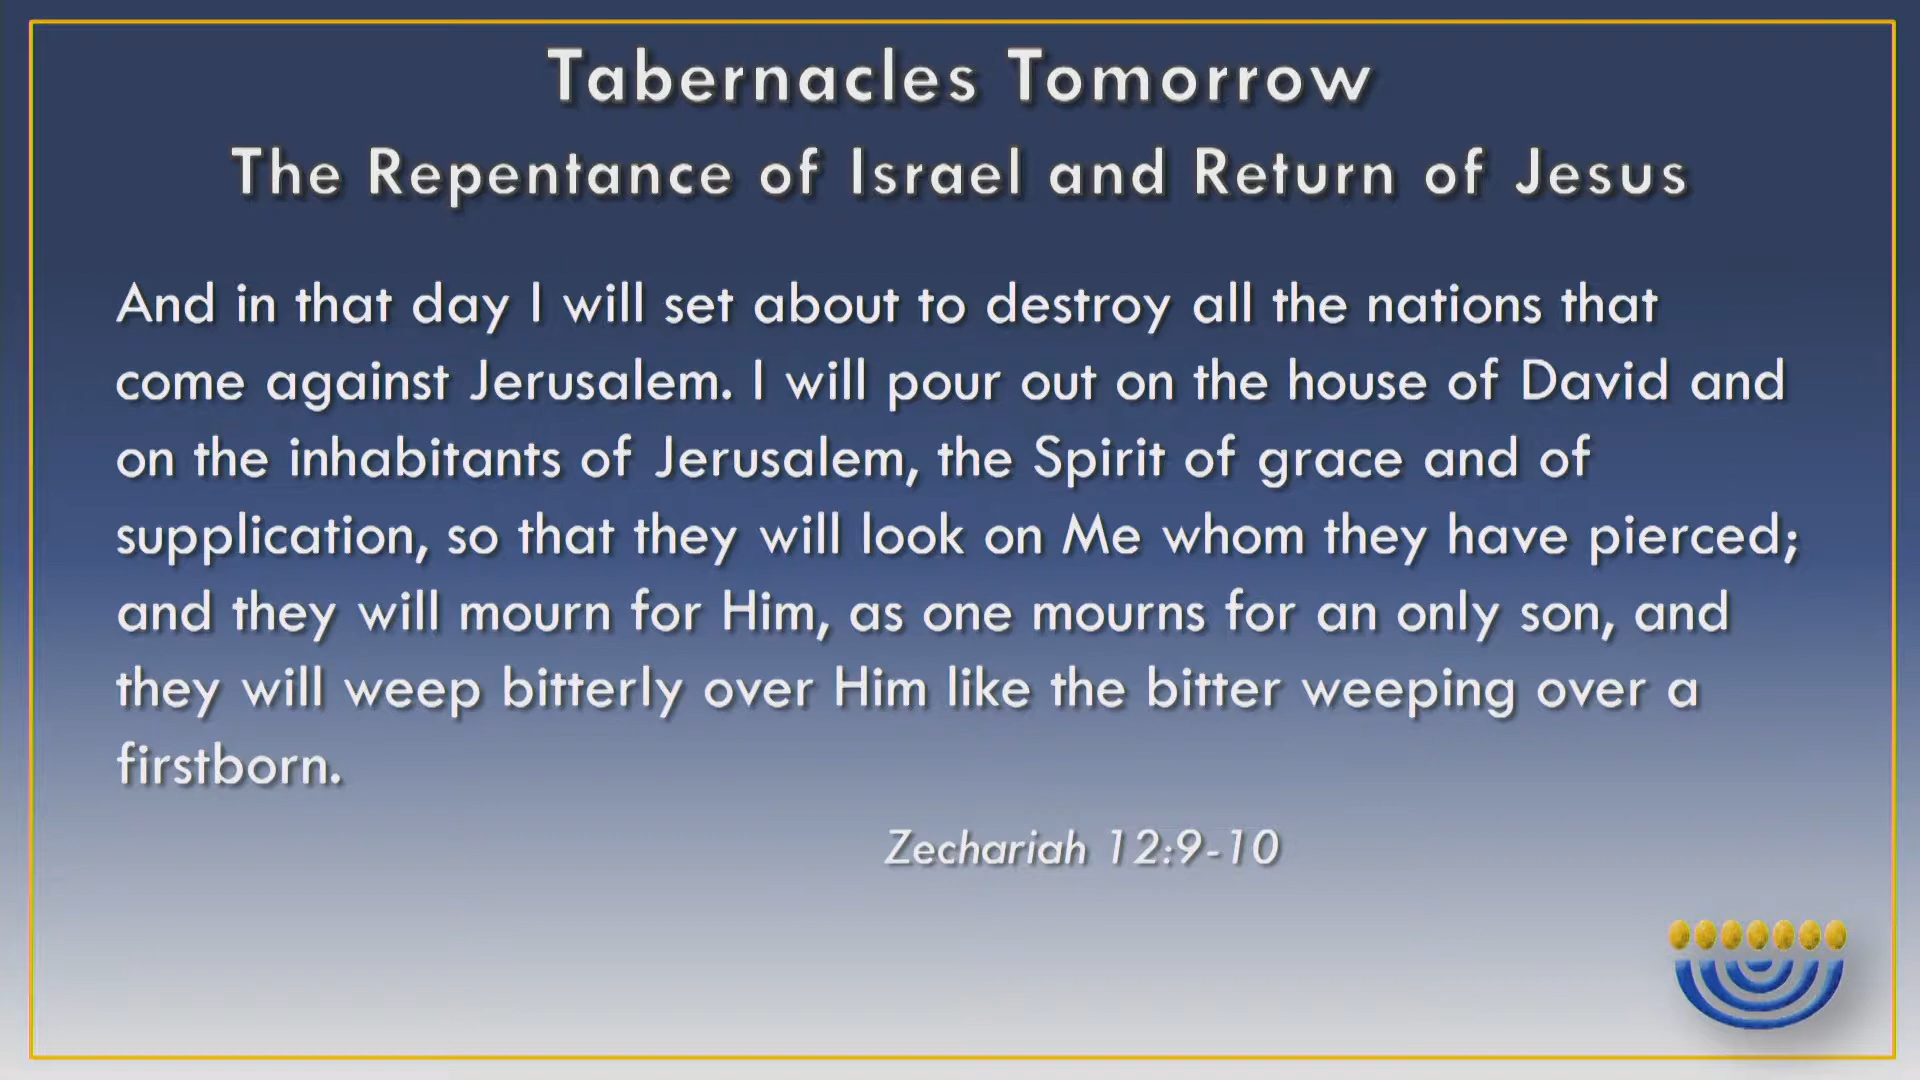 Tabernacles Tomorrow
The Repentance of Israel and Return of Jesus
And in that day I will set about to destroy all the nations that
come against Jerusalem. I will pour out on the house of David and
on the inhabitants of Jerusalem, the Spirit of grace and of
supplication, so that they will look on Me whom they have pierced;
and they will mourn for Him, as one mourns for an only son, and
they will weep bitterly over Him like the bitter weeping over a
firstborn.
Zechariah 12:9-10